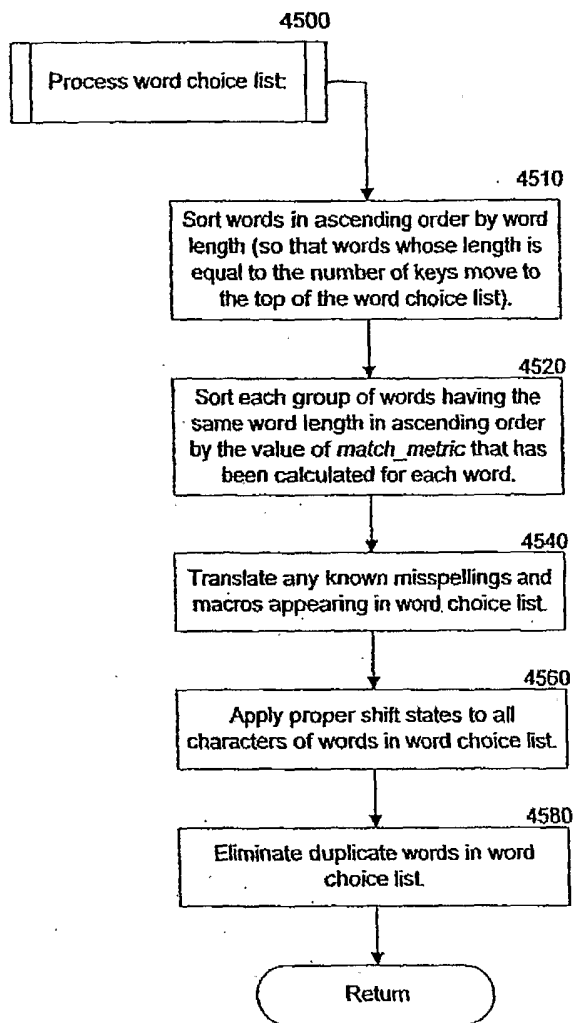 4500
Process word choice list:
4510
Sort words in ascending order by word
length (so that words whose length is
equal to the number of keys move to
the top of the word choice list).
4520
Sort each group of words having the
same word length in ascending order
by the value of match_metric that has
been calculated for each word.
4540
Translate any known misspellings and
macros appearing in word choice list.
4560
Apply proper shift states to all
characters of words in word choice list.
4580
Eliminate duplicate words in word
choice list.
Return